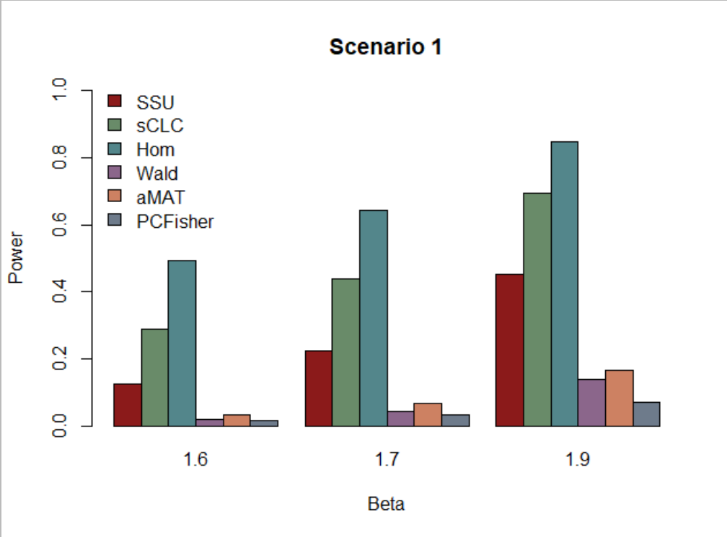 Scenario 1
1.0
0.8
0.6
0.4
0.2
0.0
Power
SSU
sCLC
Hom
Wald
aMAT
PCFisher
1.6 1.7 1.9
Beta